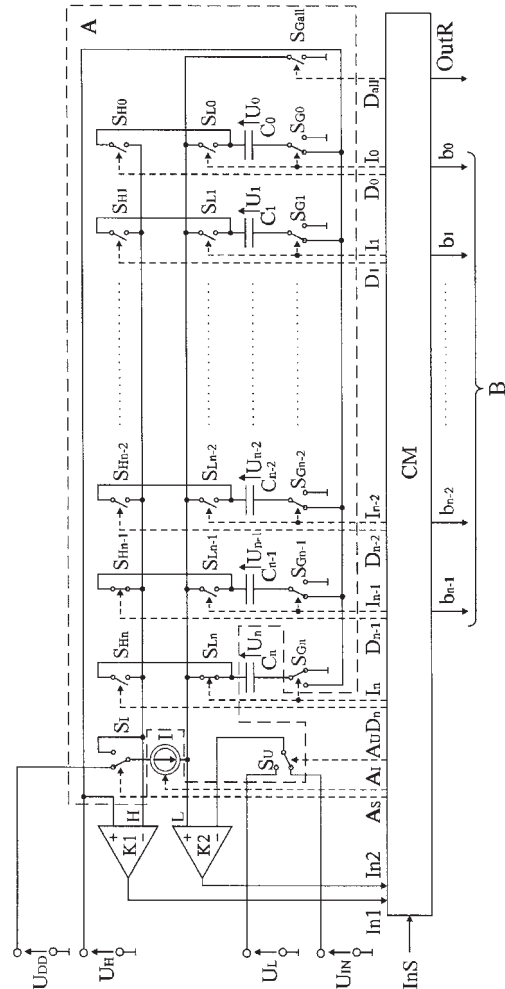 A
SGall
SH0
SL0
U0
C0
SG0
SH1
SL1
U1
C1
SG1
SHn-2
SLn-2
Un-2
Cn-2
SGn-2
SHn-1
SLn-1
Un-1
Cn-1
SGn-1
SHn
SLn
Un
Cn
SGn
SI
I
SU
H
L
+
K1
-
+
K2
-
UDD
UH
UL
UIN
InS
In1
In2
AS
AI
AU
Dn
In
Dn-1
In-1
Dn-2
In-2
D1
I1
D0
I0
Dall
CM
bn-1
bn-2
b1
b0
OutR
B